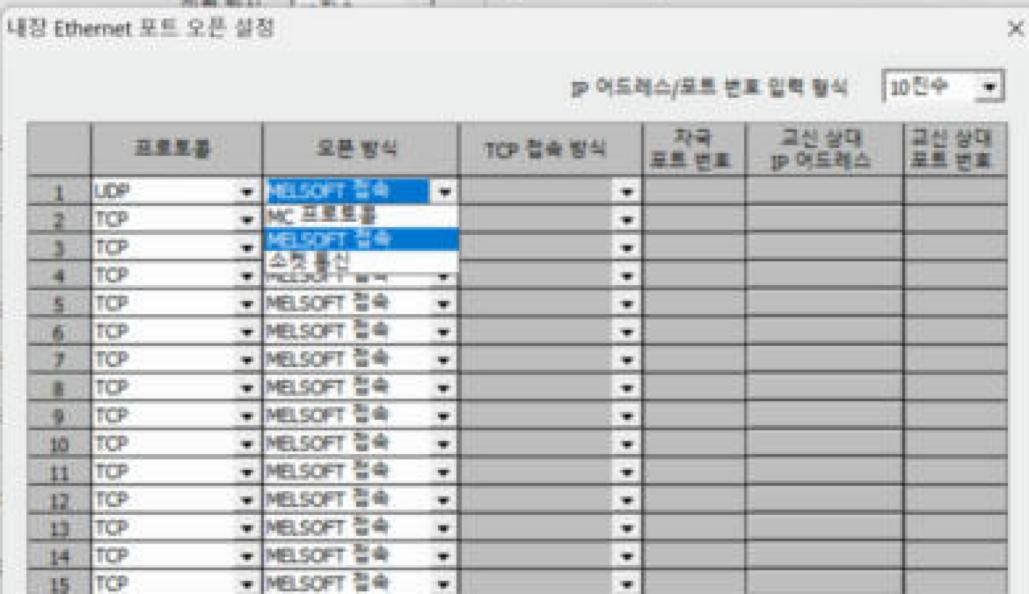 내장 Ethernet 포트 오픈 설정
IP 어드레스/포트 번호 입력 형식 10진수
프로토콜 오픈 방식 TCP 접속 방식 자국 포트 번호 교신 상대 IP 어드레스 교신 상대 포트 번호
1 UDP MELSOFT 접속
2 TCP MC 프로토콜
3 TCP MELSOFT 접속
소켓 통신
4 TCP MELSOFT 접속
5 TCP MELSOFT 접속
6 TCP MELSOFT 접속
7 TCP MELSOFT 접속
8 TCP MELSOFT 접속
9 TCP MELSOFT 접속
10 TCP MELSOFT 접속
11 TCP MELSOFT 접속
12 TCP MELSOFT 접속
13 TCP MELSOFT 접속
14 TCP MELSOFT 접속
15 TCP MELSOFT 접속